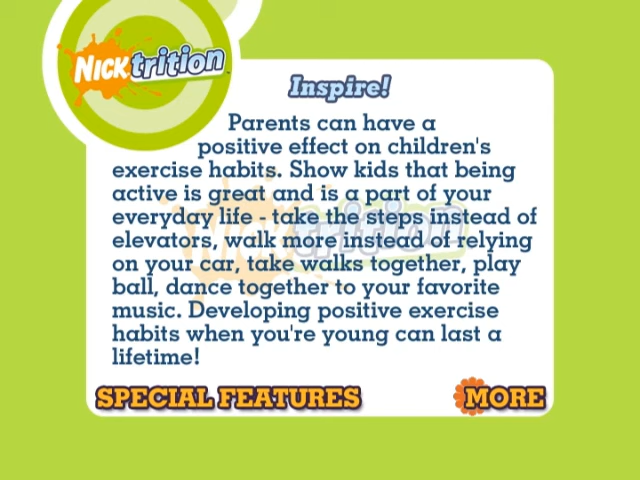 NICKtrition
Inspire!
Parents can have a
positive effect on children's
exercise habits. Show kids that being
active is great and is a part of your
everyday life - take the steps instead of
elevators, walk more instead of relying
on your car, take walks together, play
ball, dance together to your favorite
music. Developing positive exercise
habits when you're young can last a
lifetime!
SPECIAL FEATURES
MORE